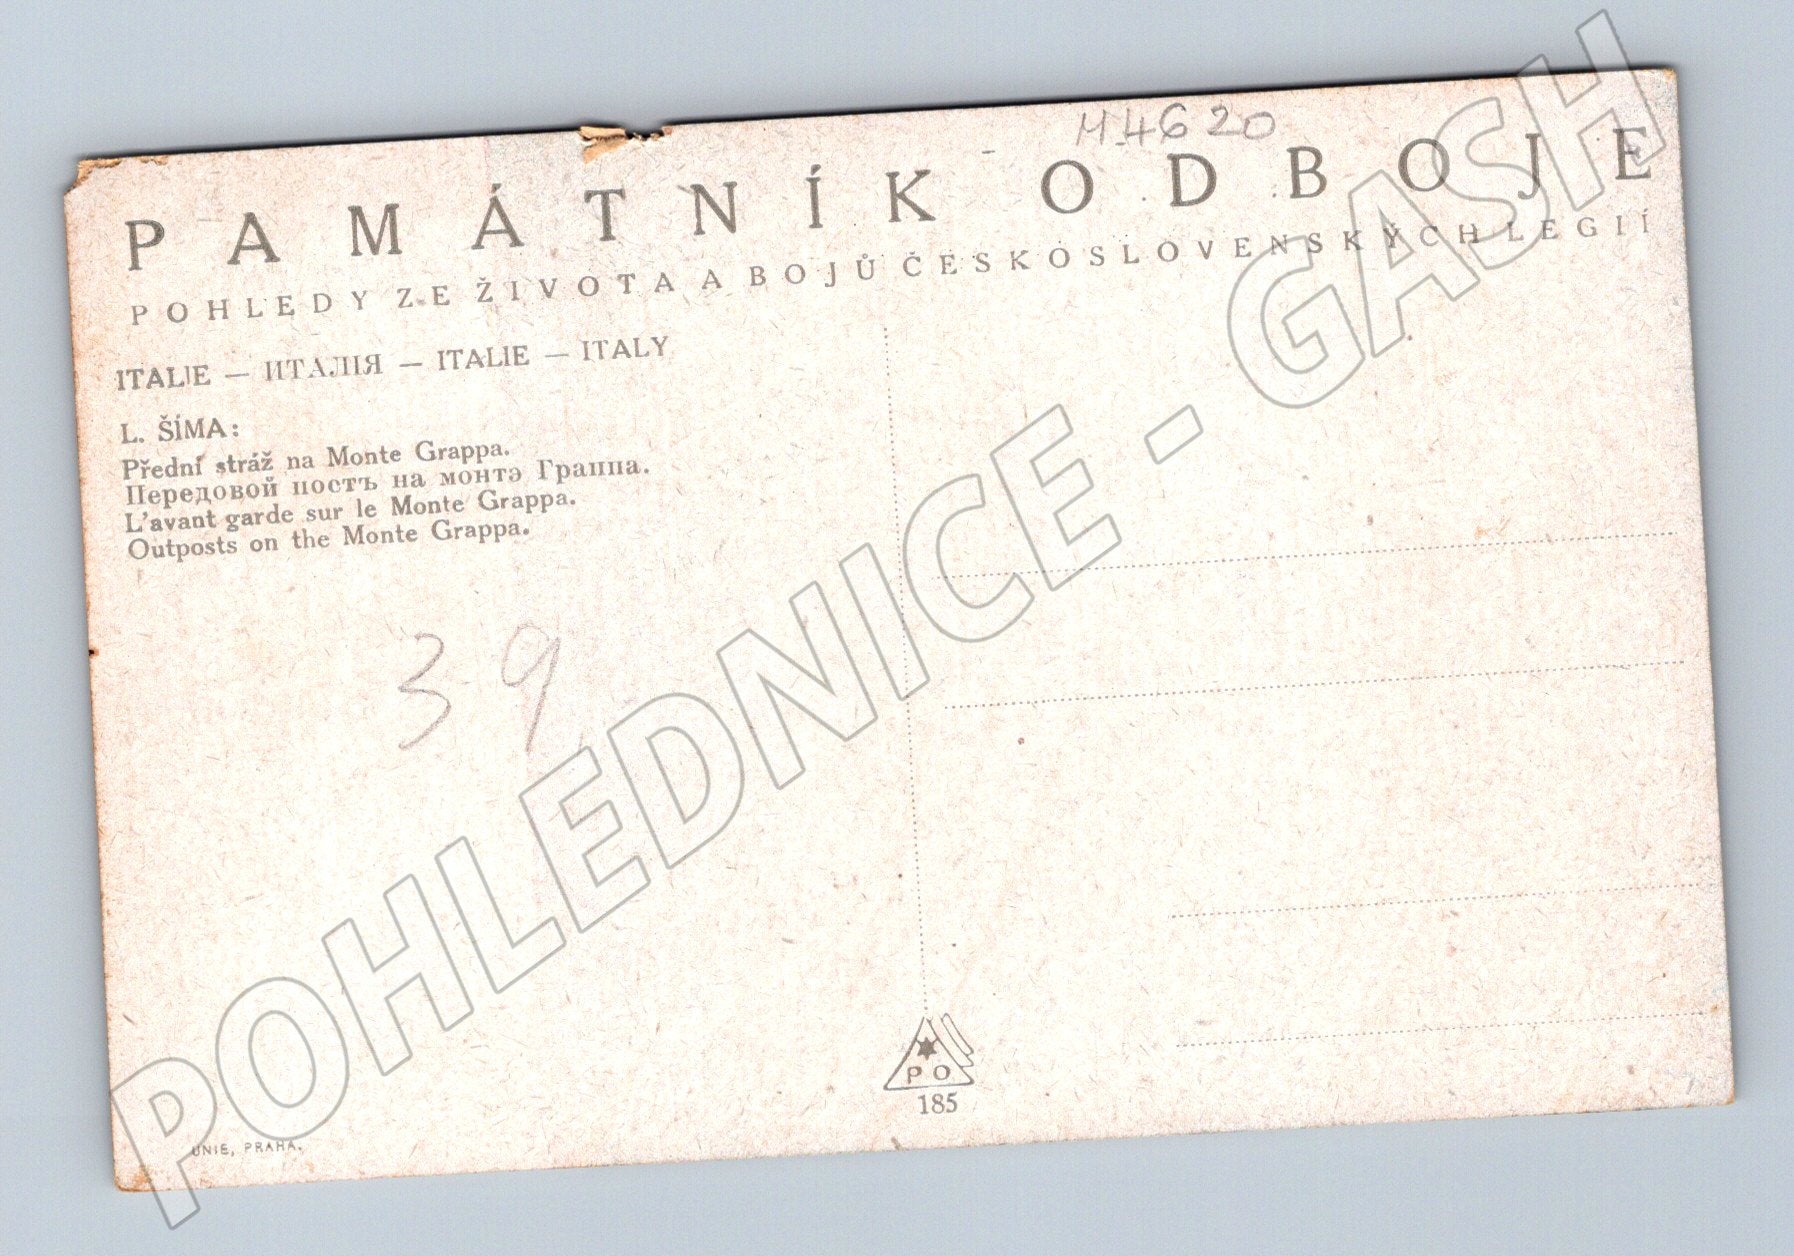 M4620
PAMÁTNÍK ODBOJE
POHLEDY ZE ŽIVOTA A BOJŮ ČESKOSLOVENSKÝCH LEGIÍ
ITALIE — ИТАЛІЯ — ITALIE — ITALY
L. ŠÍMA:
Přední stráž na Monte Grappa.
Передовой постъ на монтэ Граппа.
L'avant garde sur le Monte Grappa.
Outposts on the Monte Grappa.
39
POHLEDNICE - GASH
PO
185
UNIE, PRAHA.